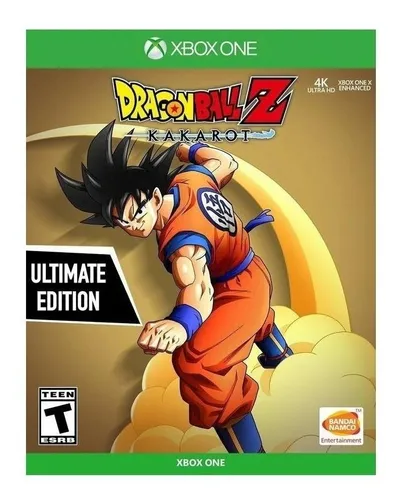 XBOX ONE
DRAGON BALL Z
KAKAROT
4K
ULTRA HD
XBOX ONE X
ENHANCED
ULTIMATE
EDITION
TEEN
T
ESRB
BANDAI
NAMCO
Entertainment
XBOX ONE